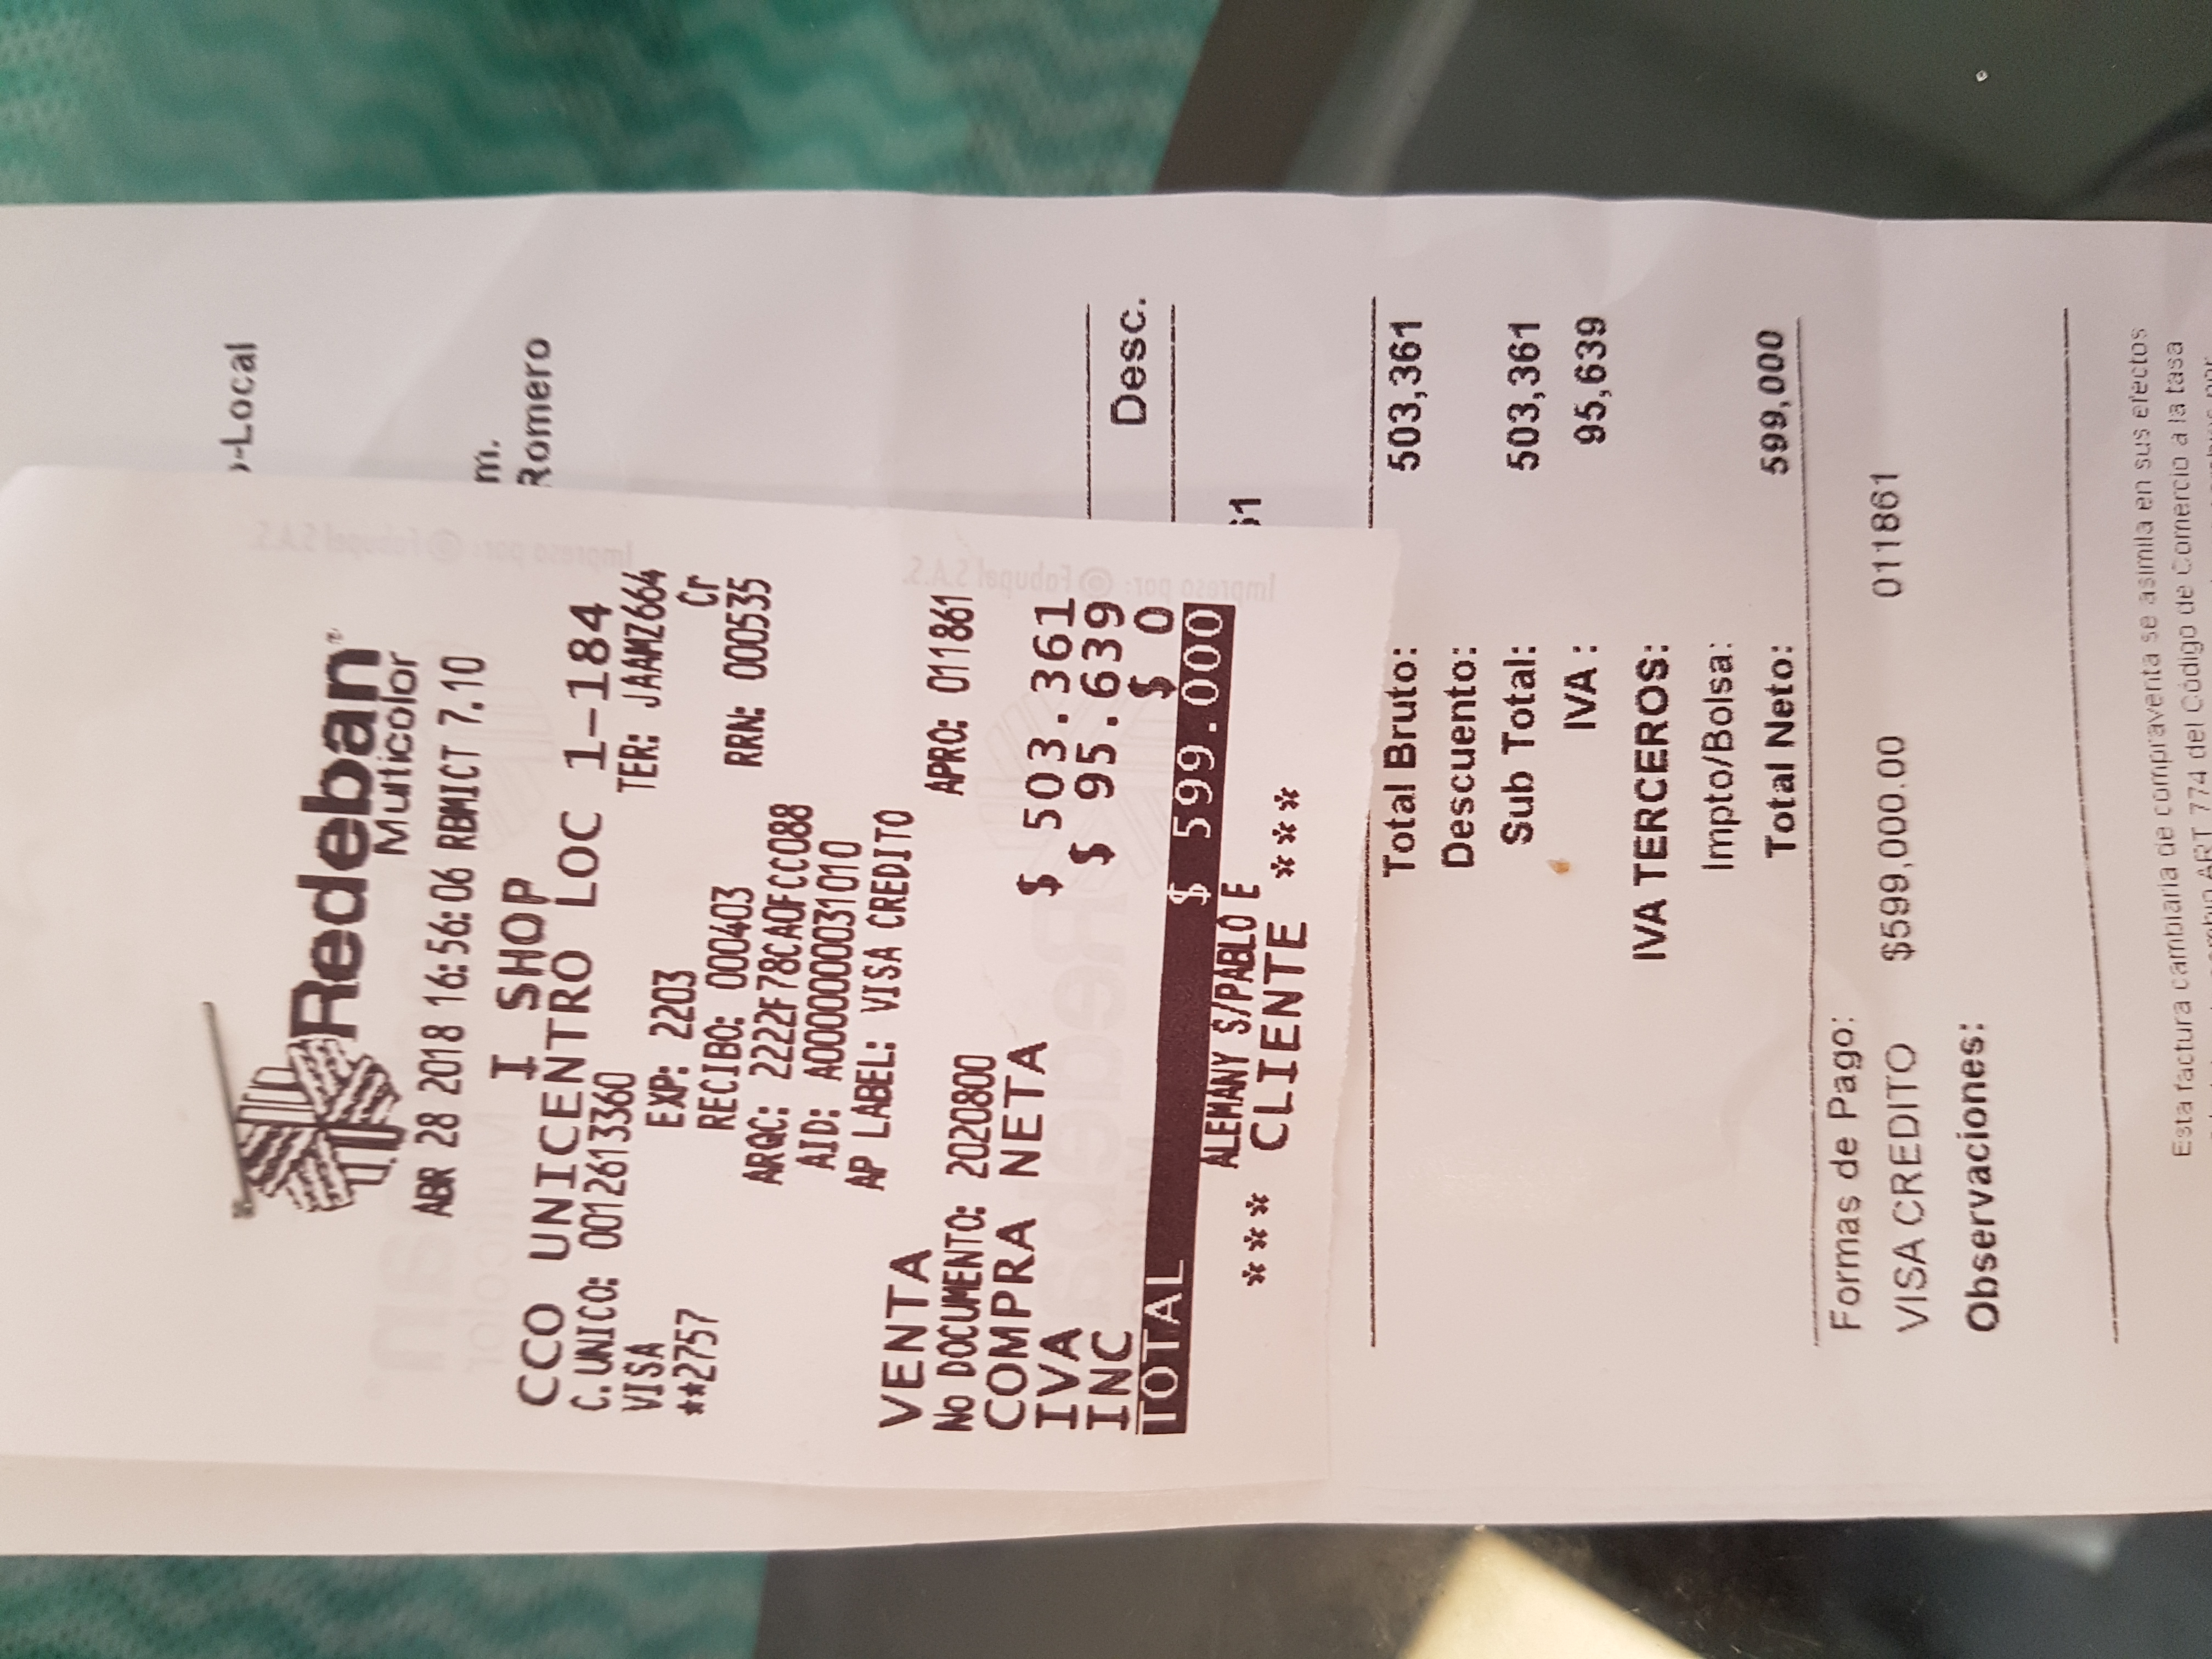 Redeban
Multicolor
ABR 28 2018 16:56:06 RBMICT 7.10
I SHOP
CCO UNICENTRO LOC 1-184
C. UNICO: 0012613360 TER: JAAMZ664
VISA EXP: 2203 Cr
**2757 RECIBO: 000403 RRN: 000535
ARQC: 2222F78CA0FCC088
AID: A0000000031010
AP LABEL: VISA CREDITO
VENTA APRO: 011861
No DOCUMENTO: 2020800
COMPRA NETA $ 503.361
IVA $ 95.639
INC $ 0
TOTAL $ 599.000
ALEMANY S/PABLO E
*** CLIENTE ***
-Local
m.
Romero
Desc.
61
Total Bruto: 503,361
Descuento:
Sub Total: 503,361
IVA : 95,639
IVA TERCEROS:
Impto/Bolsa:
Total Neto: 599,000
Formas de Pago:
VISA CREDITO $599,000.00 011861
Observaciones:
Esta factura cambiaria de compraventa se asimila en sus efectos
ART 774 del Código de Comercio a la tasa